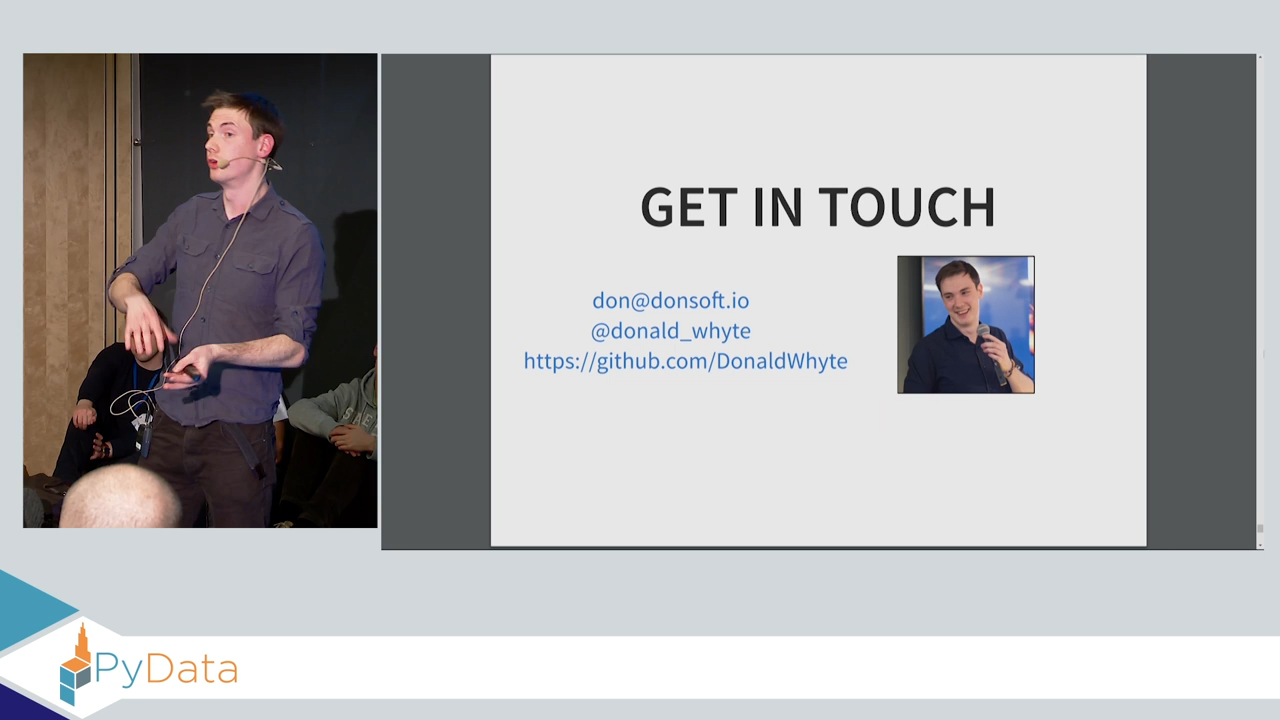 GET IN TOUCH
don@donsoft.io
@donald_whyte
https://github.com/DonaldWhyte
PyData